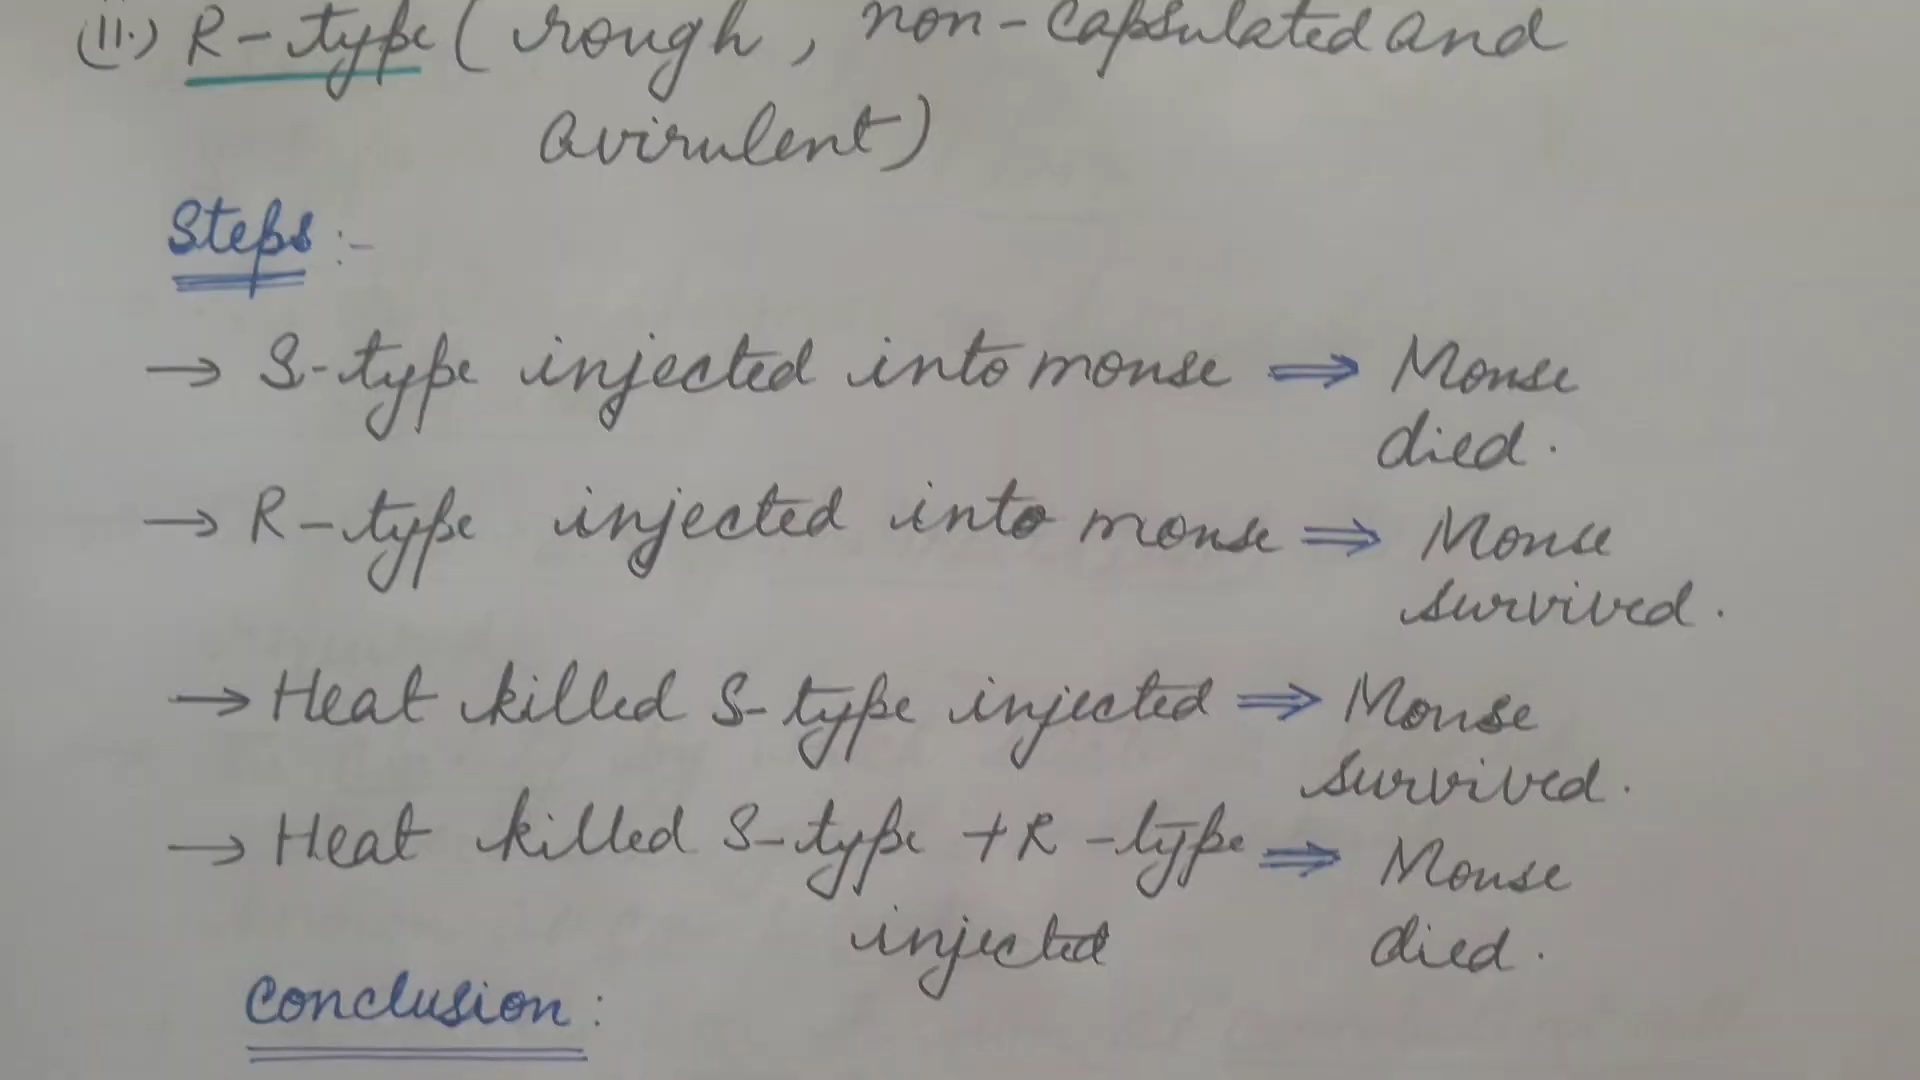 (ii.) R-type (rough, non-capsulated and
avirulent)
Steps:-
→ S-type injected into mouse ⇒ Mouse
died.
→ R-type injected into mouse ⇒ Mouse
survived.
→ Heat killed S-type injected ⇒ Mouse
survived.
→ Heat killed S-type + R-type ⇒ Mouse
injected died.
Conclusion: